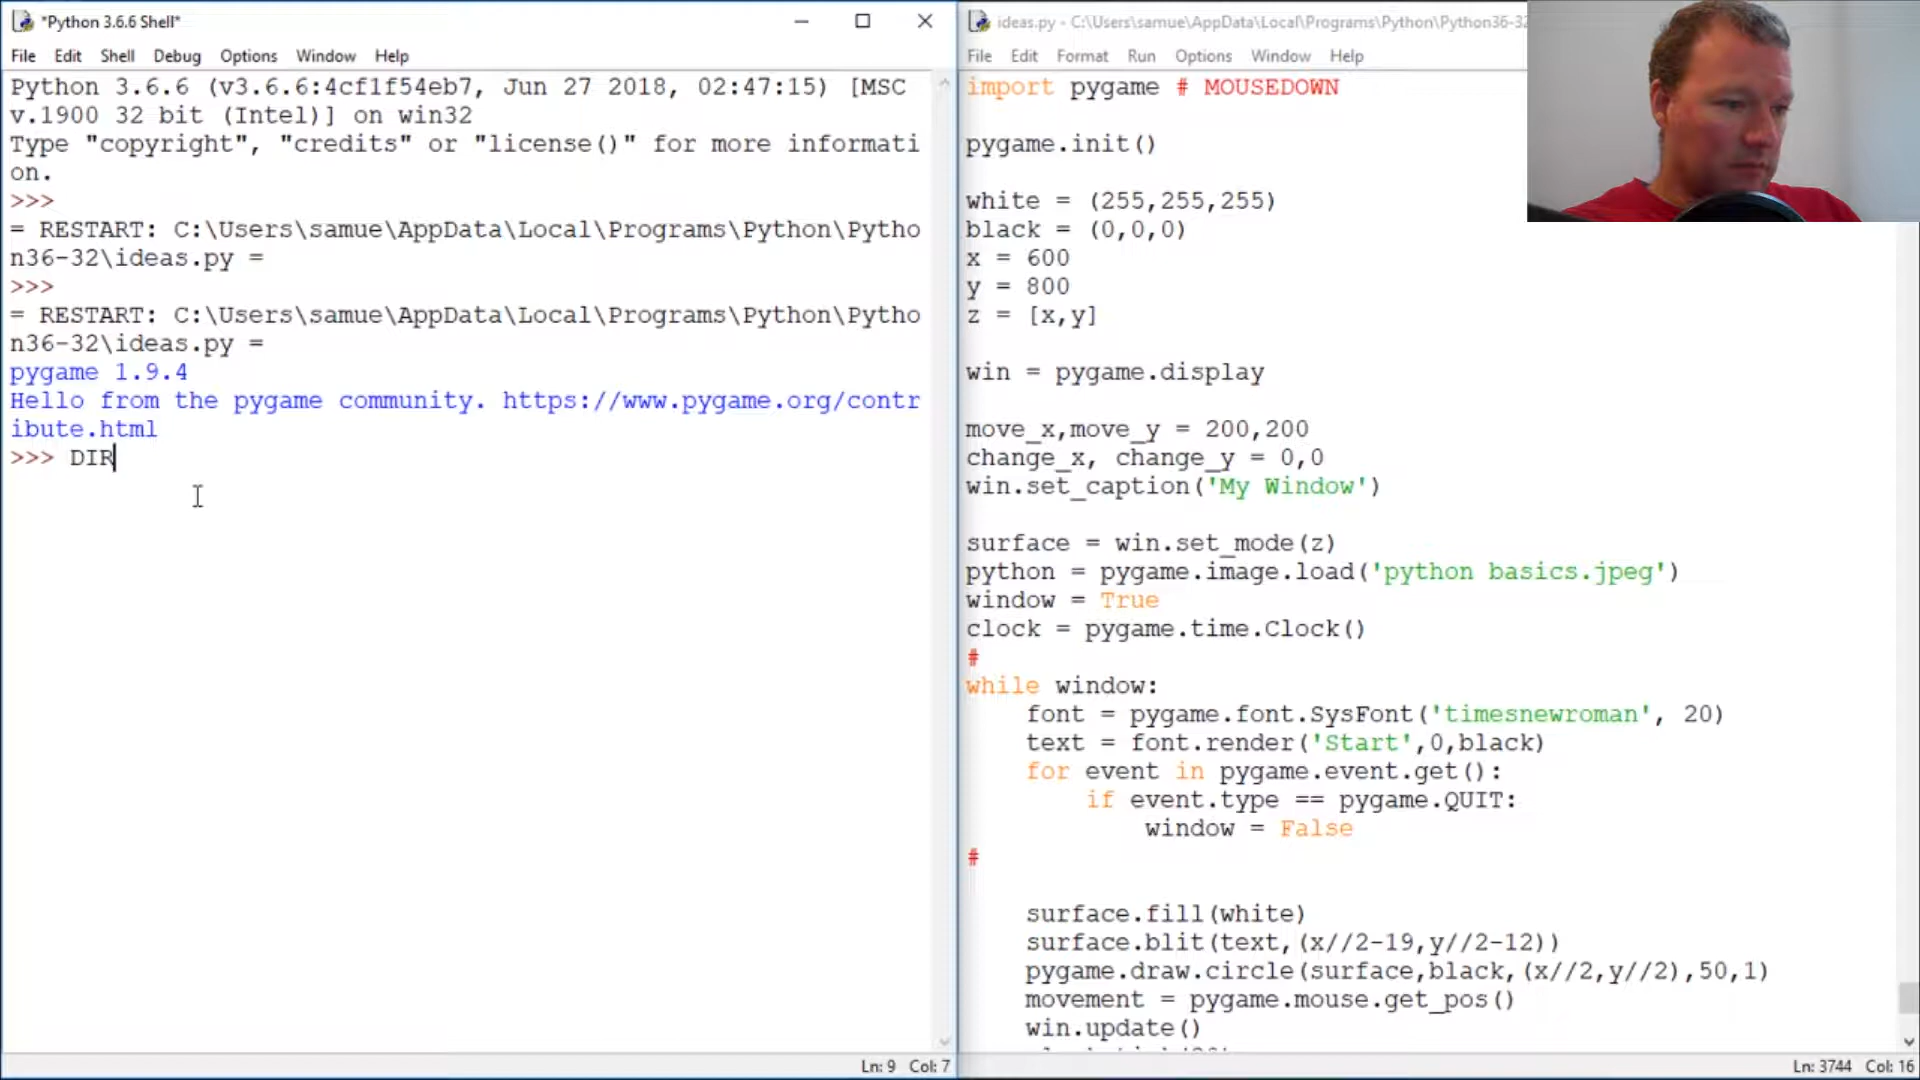 *Python 3.6.6 Shell*
File Edit Shell Debug Options Window Help
Python 3.6.6 (v3.6.6:4cf1f54eb7, Jun 27 2018, 02:47:15) [MSC
v.1900 32 bit (Intel)] on win32
Type "copyright", "credits" or "license()" for more informati
on.
>>>
= RESTART: C:\Users\samue\AppData\Local\Programs\Python\Pytho
n36-32\ideas.py =
>>>
= RESTART: C:\Users\samue\AppData\Local\Programs\Python\Pytho
n36-32\ideas.py =
pygame 1.9.4
Hello from the pygame community. https://www.pygame.org/contr
ibute.html
>>> DIR
Ln: 9 Col: 7
ideas.py - C:\Users\samue\AppData\Local\Programs\Python\Python36-32
File Edit Format Run Options Window Help
import pygame # MOUSEDOWN
pygame.init()
white = (255,255,255)
black = (0,0,0)
x = 600
y = 800
z = [x,y]
win = pygame.display
move_x,move_y = 200,200
change_x, change_y = 0,0
win.set_caption('My Window')
surface = win.set_mode(z)
python = pygame.image.load('python basics.jpeg')
window = True
clock = pygame.time.Clock()
#
while window:
    font = pygame.font.SysFont('timesnewroman', 20)
    text = font.render('Start',0,black)
    for event in pygame.event.get():
        if event.type == pygame.QUIT:
            window = False
#
    surface.fill(white)
    surface.blit(text,(x//2-19,y//2-12))
    pygame.draw.circle(surface,black,(x//2,y//2),50,1)
    movement = pygame.mouse.get_pos()
    win.update()
Ln: 3744 Col: 16